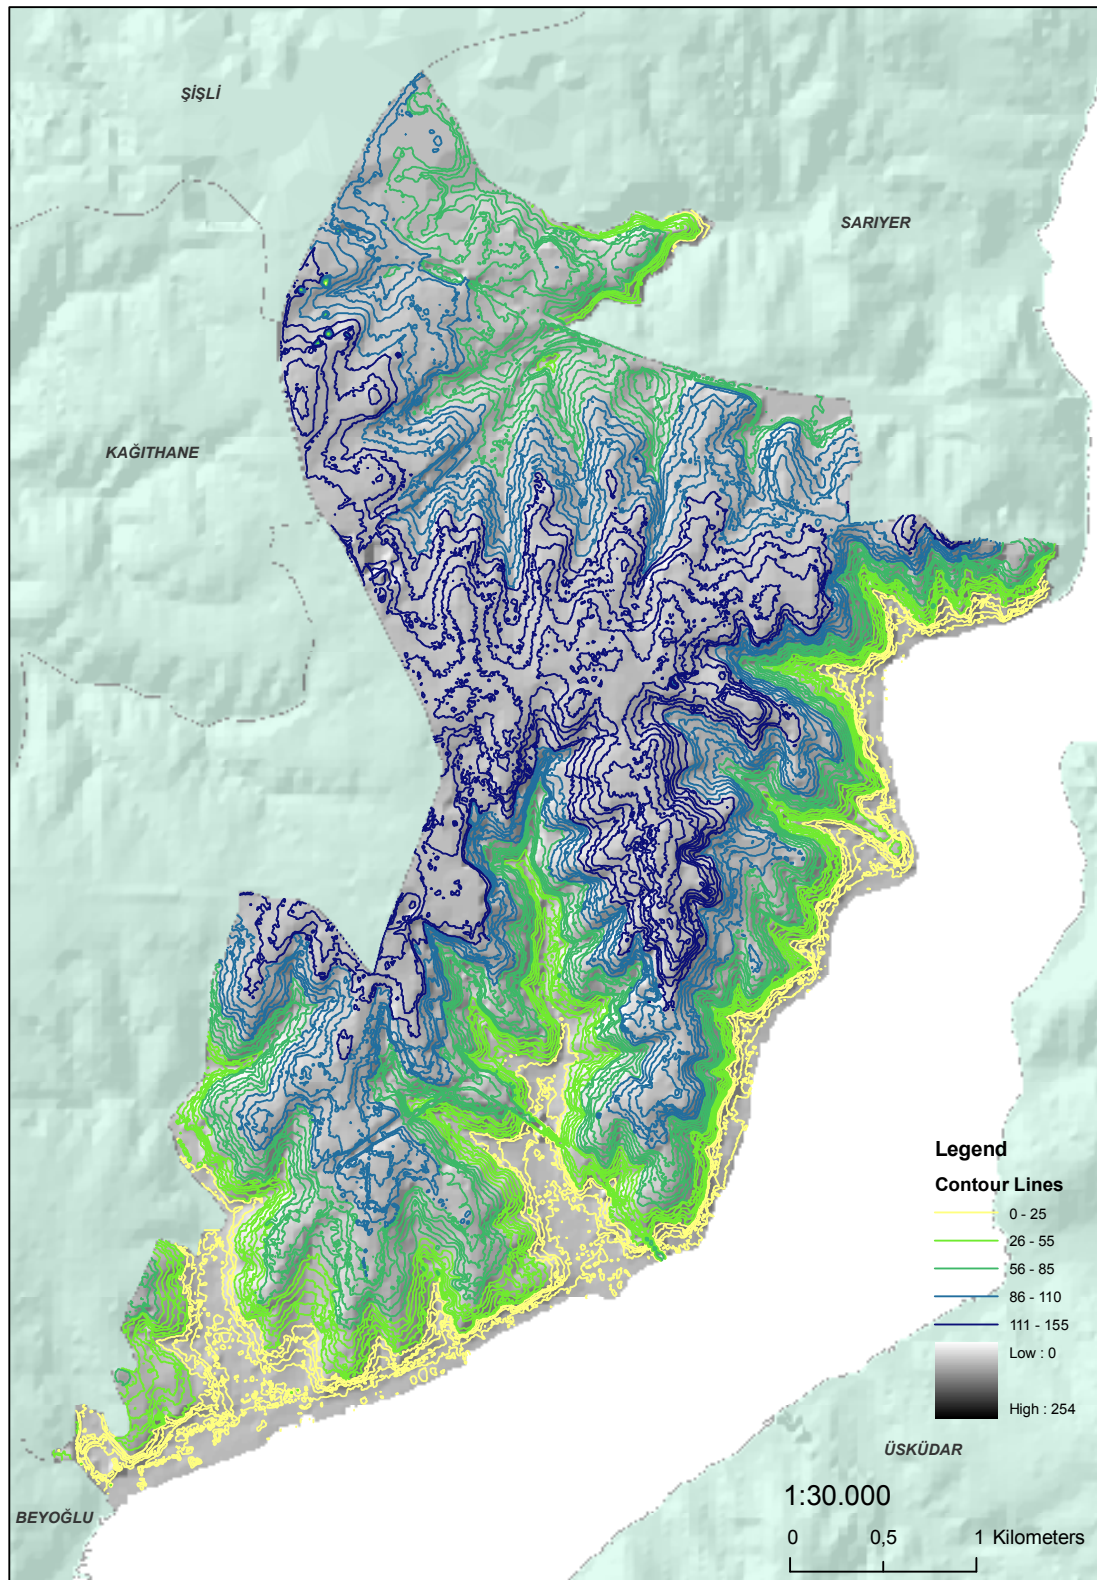 ŞİŞLİ
SARIYER
KAĞITHANE
Legend
Contour Lines
0 - 25
26 - 55
56 - 85
86 - 110
111 - 155
Low : 0
High : 254
ÜSKÜDAR
1:30.000
BEYOĞLU
0 0,5 1 Kilometers